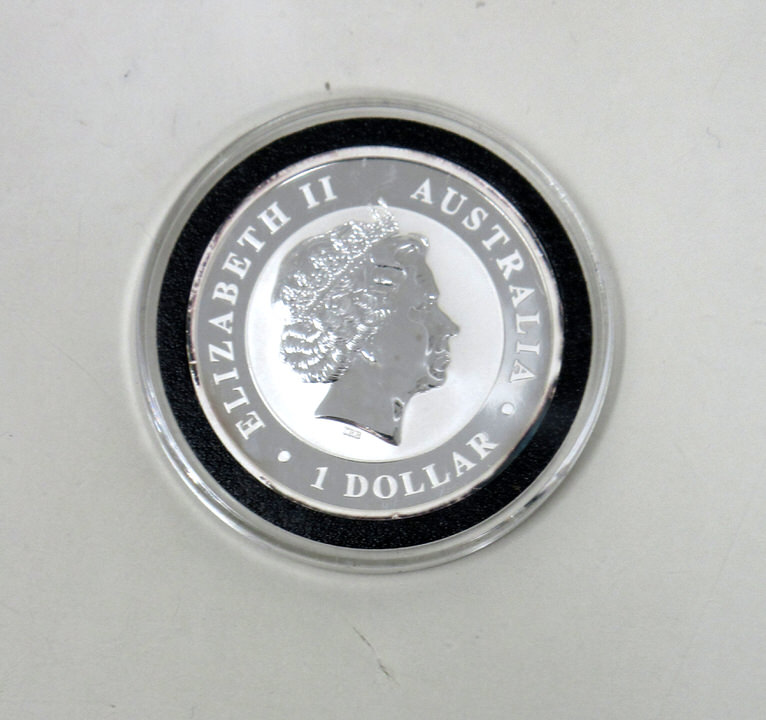 ELIZABETH II
AUSTRALIA
• 1 DOLLAR •